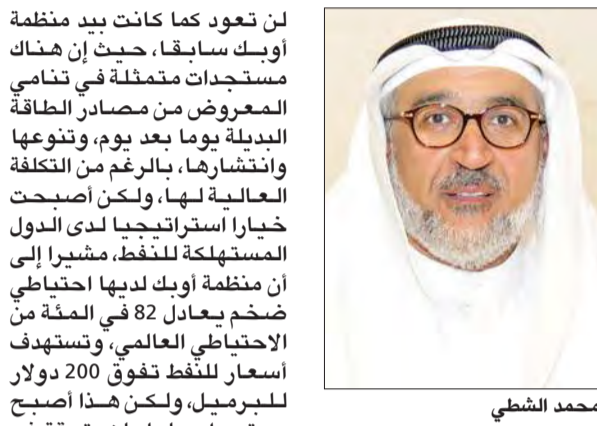 لن تعود كما كانت بيد منظمة
أوبك سابقا، حيث إن هناك
مستجدات متمثلة في تنامي
المعروض من مصادر الطاقة
البديلة يوما بعد يوم، وتنوعها
وانتشارها، بالرغم من التكلفة
العالية لها، ولكن أصبحت
خيارا استراتيجيا لدى الدول
المستهلكة للنفط، مشيرا إلى
أن منظمة أوبك لديها احتياطي
ضخم يعادل 82 في المئة من
الاحتياطي العالمي، وتستهدف
أسعار للنفط تفوق 200 دولار
للبرميل، ولكن هذا أصبح
محمد الشطي